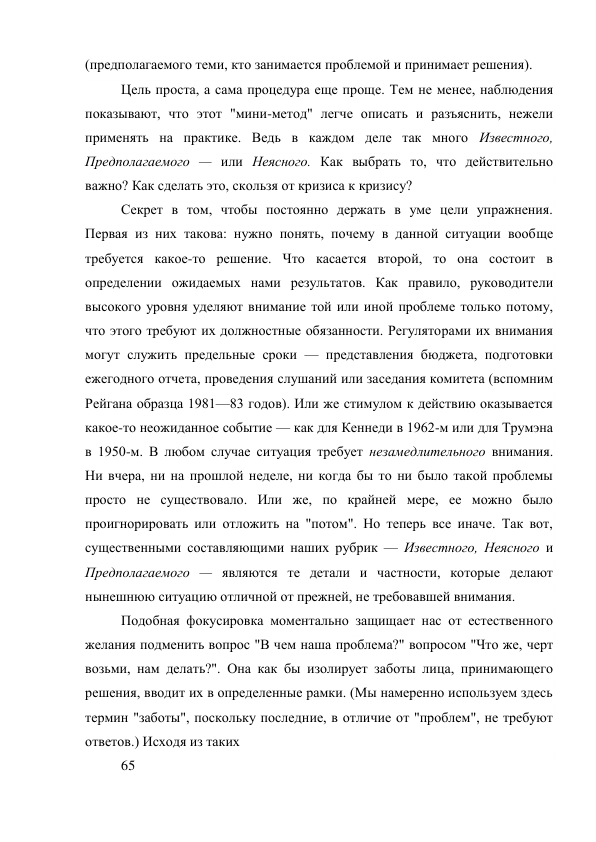 (предполагаемого теми, кто занимается проблемой и принимает решения).
Цель проста, а сама процедура еще проще. Тем не менее, наблюдения
показывают, что этот "мини-метод" легче описать и разъяснить, нежели
применять на практике. Ведь в каждом деле так много Известного,
Предполагаемого — или Неясного. Как выбрать то, что действительно
важно? Как сделать это, скользя от кризиса к кризису?
Секрет в том, чтобы постоянно держать в уме цели упражнения.
Первая из них такова: нужно понять, почему в данной ситуации вообще
требуется какое-то решение. Что касается второй, то она состоит в
определении ожидаемых нами результатов. Как правило, руководители
высокого уровня уделяют внимание той или иной проблеме только потому,
что этого требуют их должностные обязанности. Регуляторами их внимания
могут служить предельные сроки — представления бюджета, подготовки
ежегодного отчета, проведения слушаний или заседания комитета (вспомним
Рейгана образца 1981—83 годов). Или же стимулом к действию оказывается
какое-то неожиданное событие — как для Кеннеди в 1962-м или для Трумэна
в 1950-м. В любом случае ситуация требует незамедлительного внимания.
Ни вчера, ни на прошлой неделе, ни когда бы то ни было такой проблемы
просто не существовало. Или же, по крайней мере, ее можно было
проигнорировать или отложить на "потом". Но теперь все иначе. Так вот,
существенными составляющими наших рубрик — Известного, Неясного и
Предполагаемого — являются те детали и частности, которые делают
нынешнюю ситуацию отличной от прежней, не требовавшей внимания.
Подобная фокусировка моментально защищает нас от естественного
желания подменить вопрос "В чем наша проблема?" вопросом "Что же, черт
возьми, нам делать?". Она как бы изолирует заботы лица, принимающего
решения, вводит их в определенные рамки. (Мы намеренно используем здесь
термин "заботы", поскольку последние, в отличие от "проблем", не требуют
ответов.) Исходя из таких
65